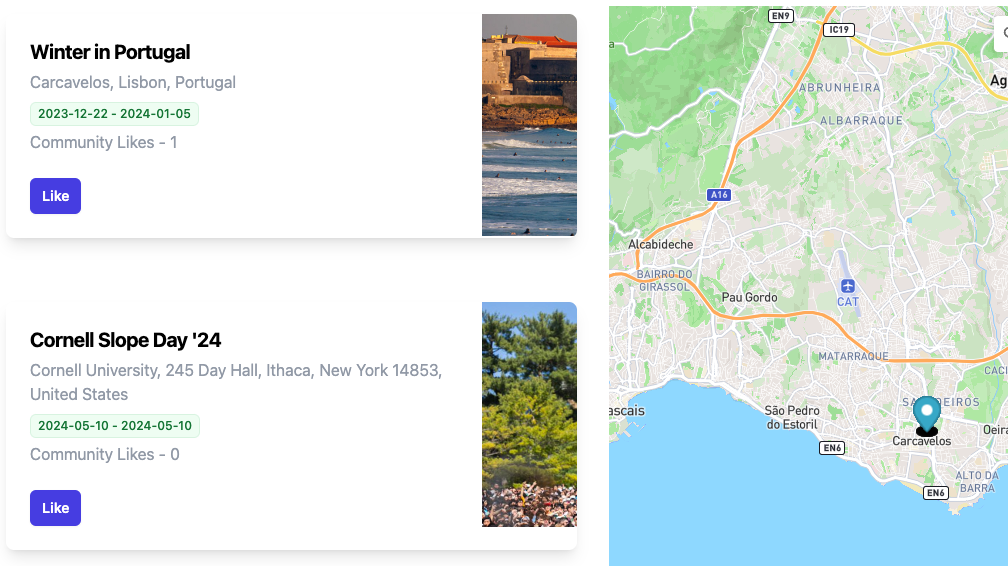 Winter in Portugal
Carcavelos, Lisbon, Portugal
2023-12-22 - 2024-01-05
Community Likes - 1
Like
Cornell Slope Day '24
Cornell University, 245 Day Hall, Ithaca, New York 14853,
United States
2024-05-10 - 2024-05-10
Community Likes - 0
Like
EN9
IC19
Ag
ABRUNHEIRA
ALBARRAQUE
A16
Alcabideche
BAIRRO DO
GIRASSOL
Pau Gordo
CAT
MATARRAQUE
CACI
ascais
São Pedro
do Estoril
Carcavelos
Oeira
EN6
ALTO DA
BARRA
EN6